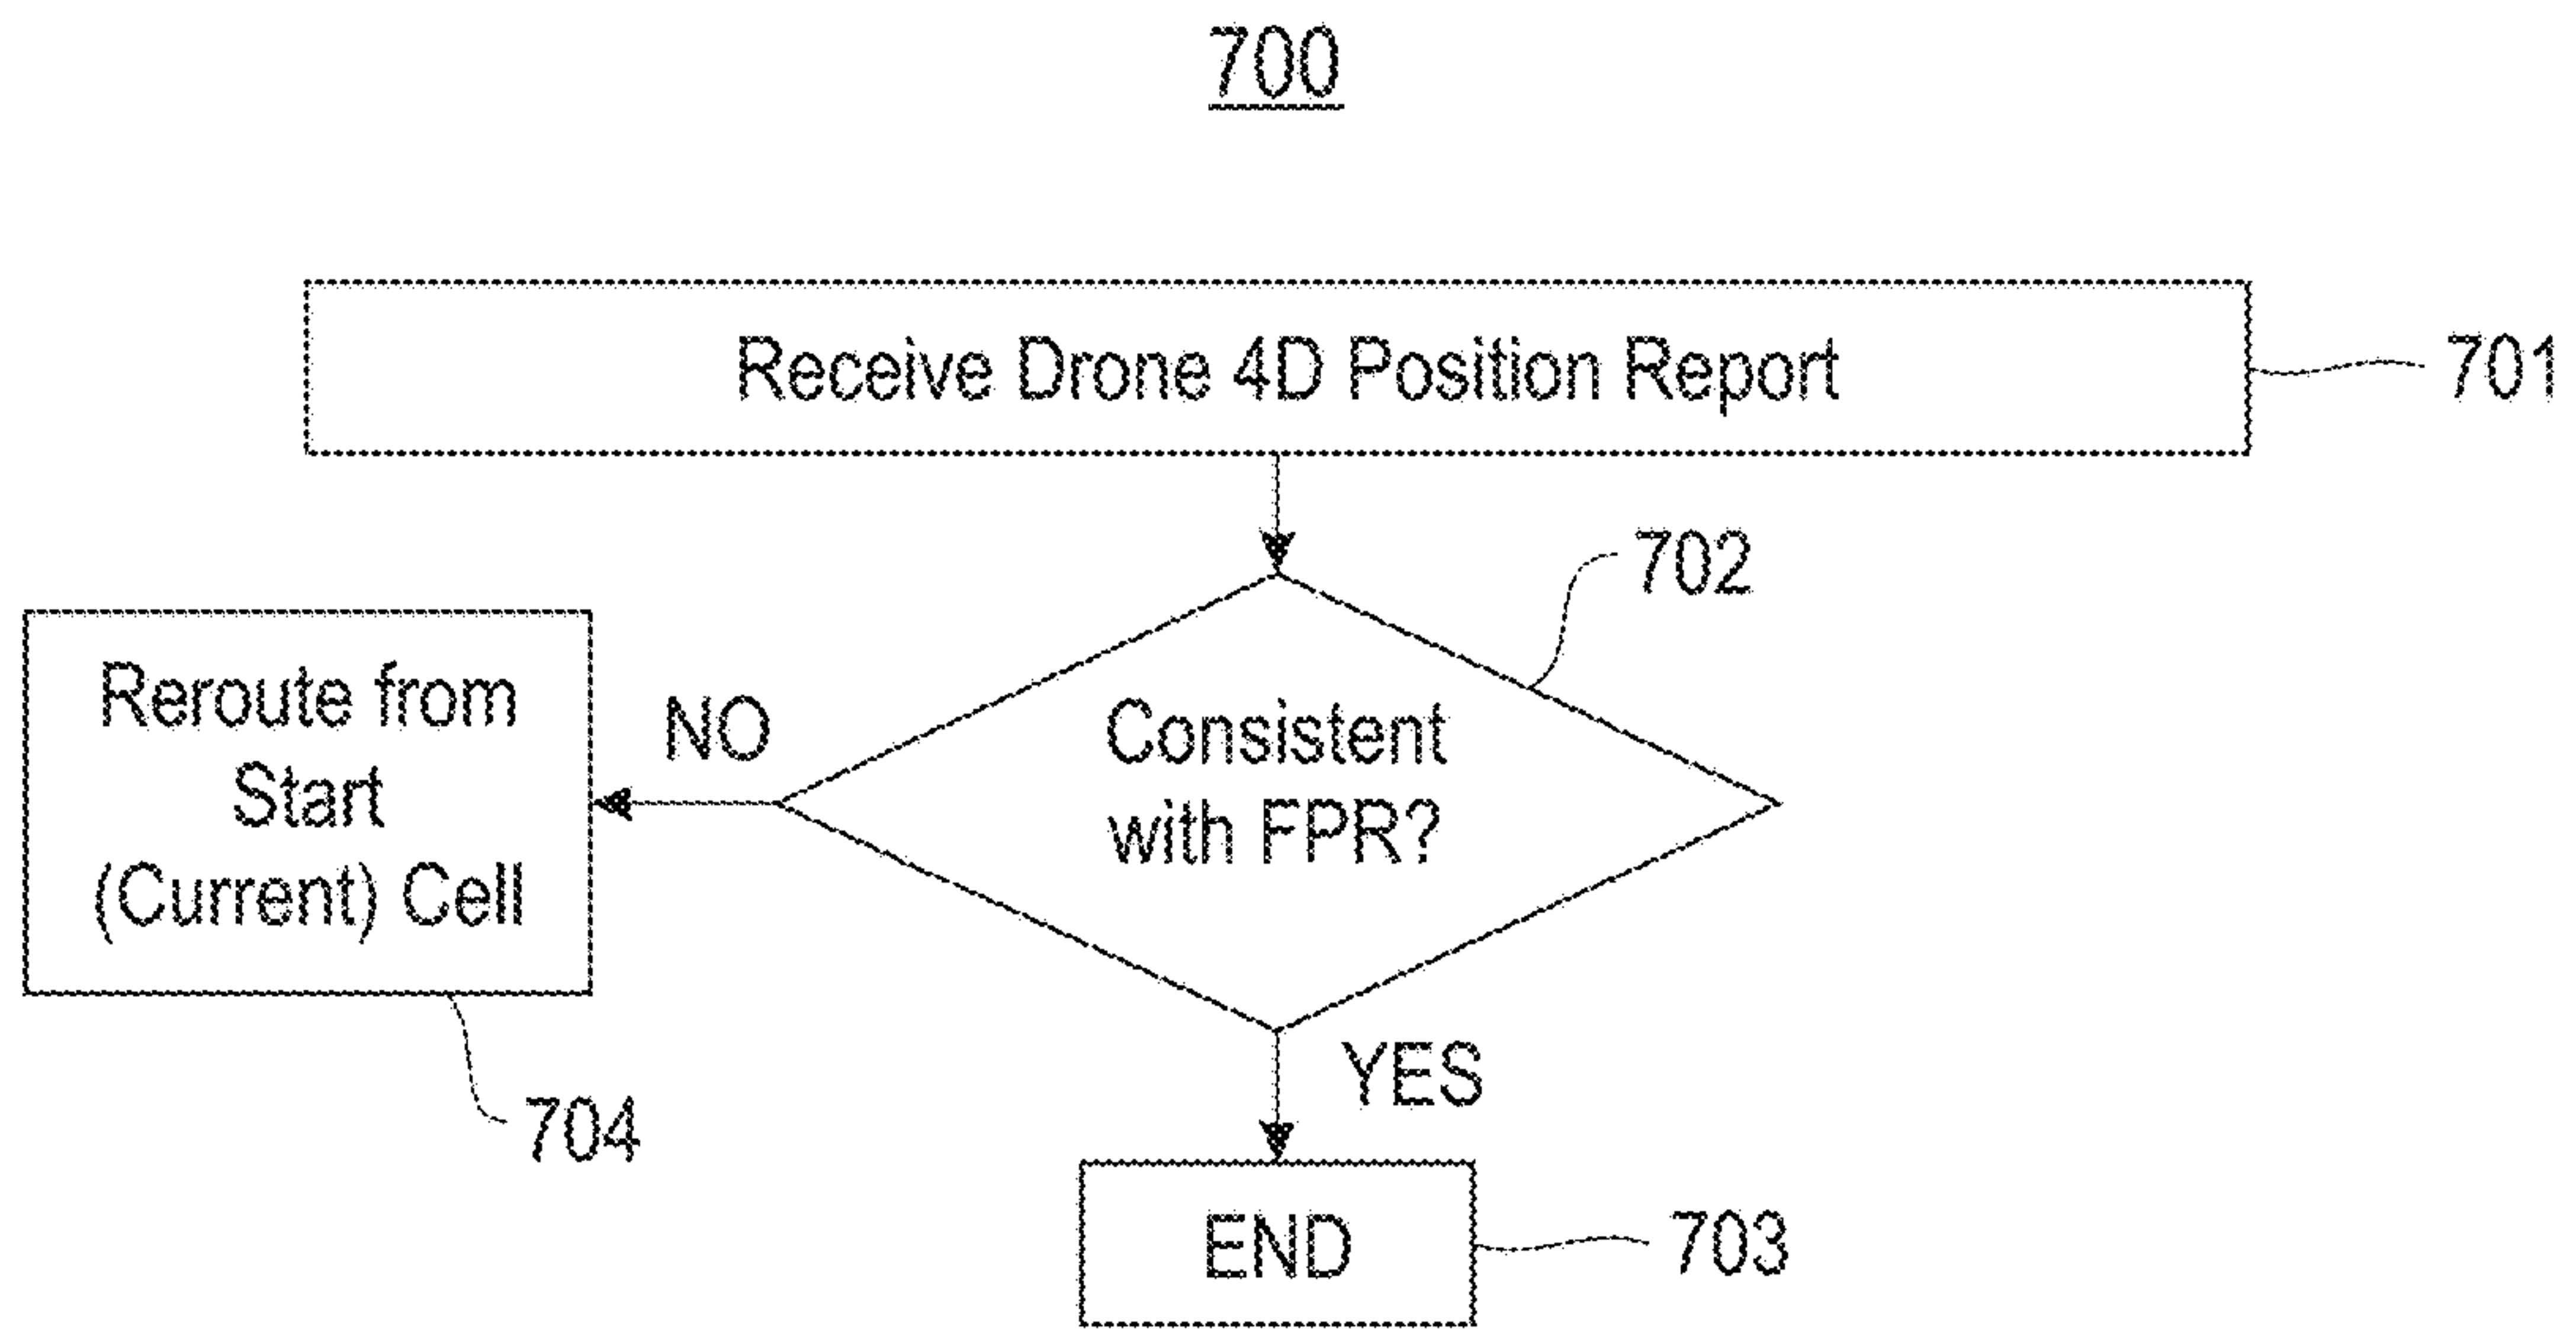 700
Receive Drone 4D Position Report
701
702
Consistent
with FPR?
NO
Reroute from
Start
(Current) Cell
704
YES
END
703